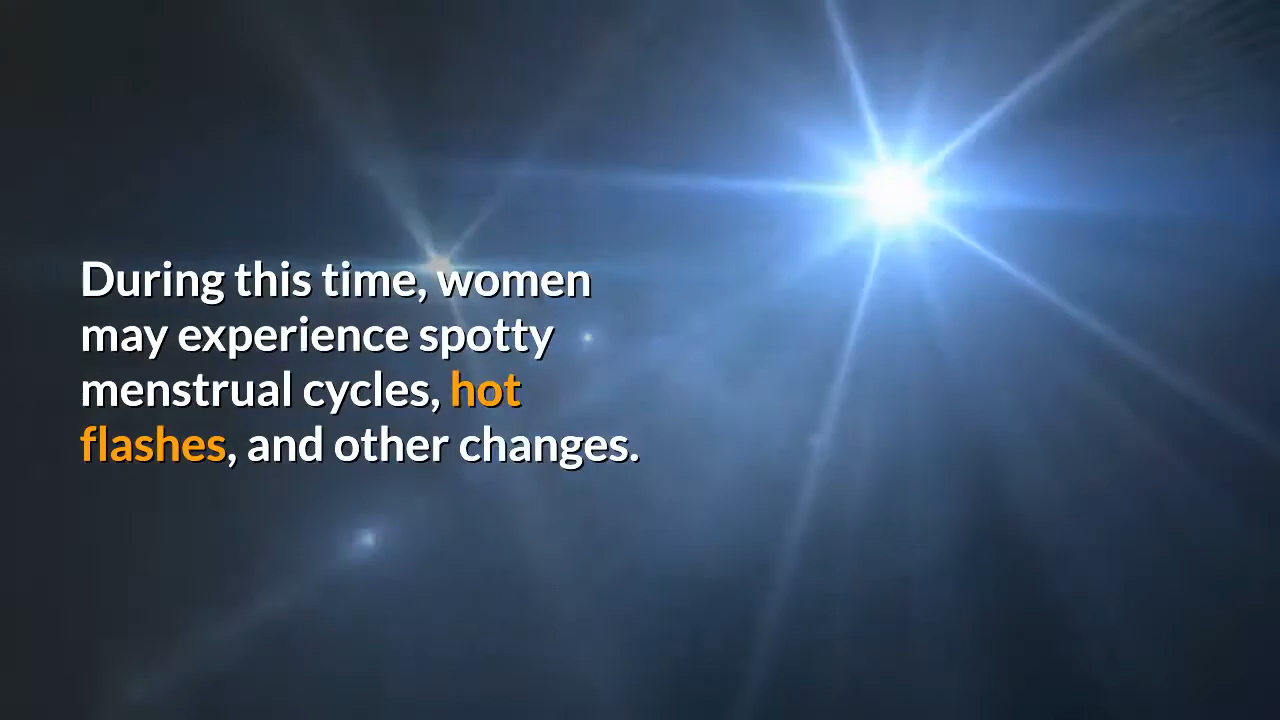 During this time, women
may experience spotty
menstrual cycles, hot
flashes, and other changes.